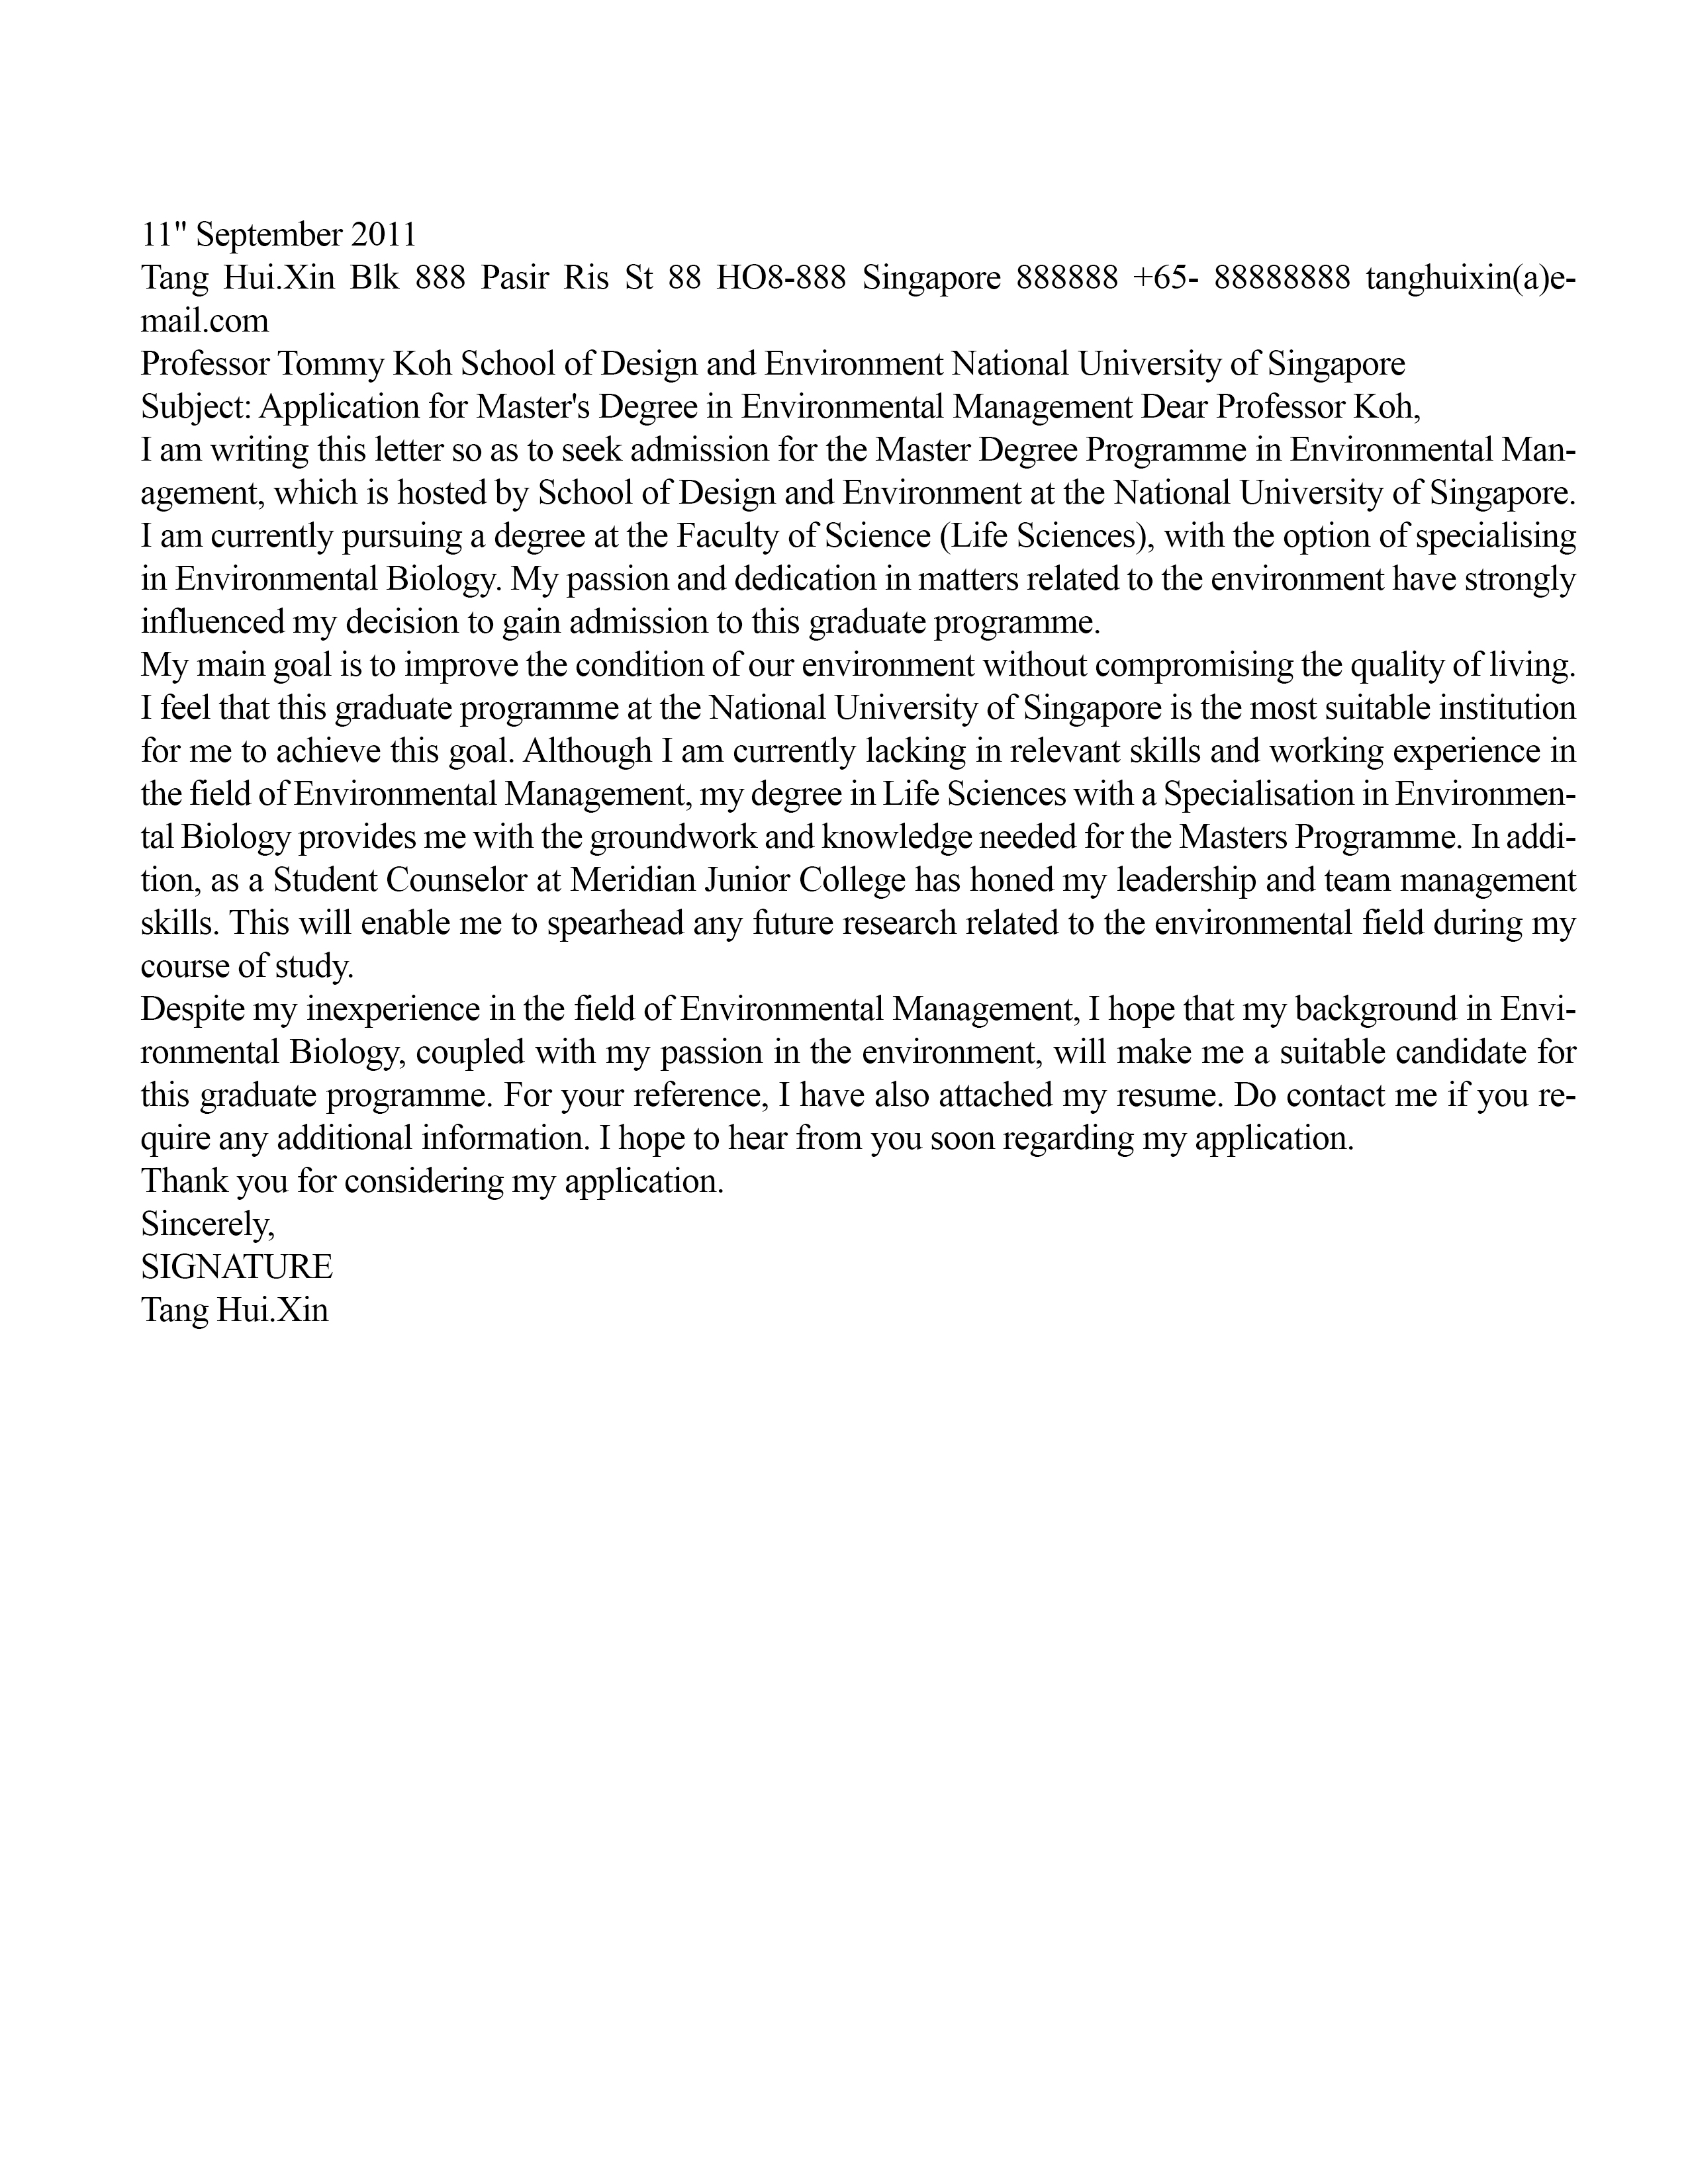 11" September 2011
Tang Hui.Xin Blk 888 Pasir Ris St 88 HO8-888 Singapore 888888 +65- 88888888 tanghuixin(a)e-
mail.com
Professor Tommy Koh School of Design and Environment National University of Singapore
Subject: Application for Master's Degree in Environmental Management Dear Professor Koh,
I am writing this letter so as to seek admission for the Master Degree Programme in Environmental Man-
agement, which is hosted by School of Design and Environment at the National University of Singapore.
I am currently pursuing a degree at the Faculty of Science (Life Sciences), with the option of specialising
in Environmental Biology. My passion and dedication in matters related to the environment have strongly
influenced my decision to gain admission to this graduate programme.
My main goal is to improve the condition of our environment without compromising the quality of living.
I feel that this graduate programme at the National University of Singapore is the most suitable institution
for me to achieve this goal. Although I am currently lacking in relevant skills and working experience in
the field of Environmental Management, my degree in Life Sciences with a Specialisation in Environmen-
tal Biology provides me with the groundwork and knowledge needed for the Masters Programme. In addi-
tion, as a Student Counselor at Meridian Junior College has honed my leadership and team management
skills. This will enable me to spearhead any future research related to the environmental field during my
course of study.
Despite my inexperience in the field of Environmental Management, I hope that my background in Envi-
ronmental Biology, coupled with my passion in the environment, will make me a suitable candidate for
this graduate programme. For your reference, I have also attached my resume. Do contact me if you re-
quire any additional information. I hope to hear from you soon regarding my application.
Thank you for considering my application.
Sincerely,
SIGNATURE
Tang Hui.Xin